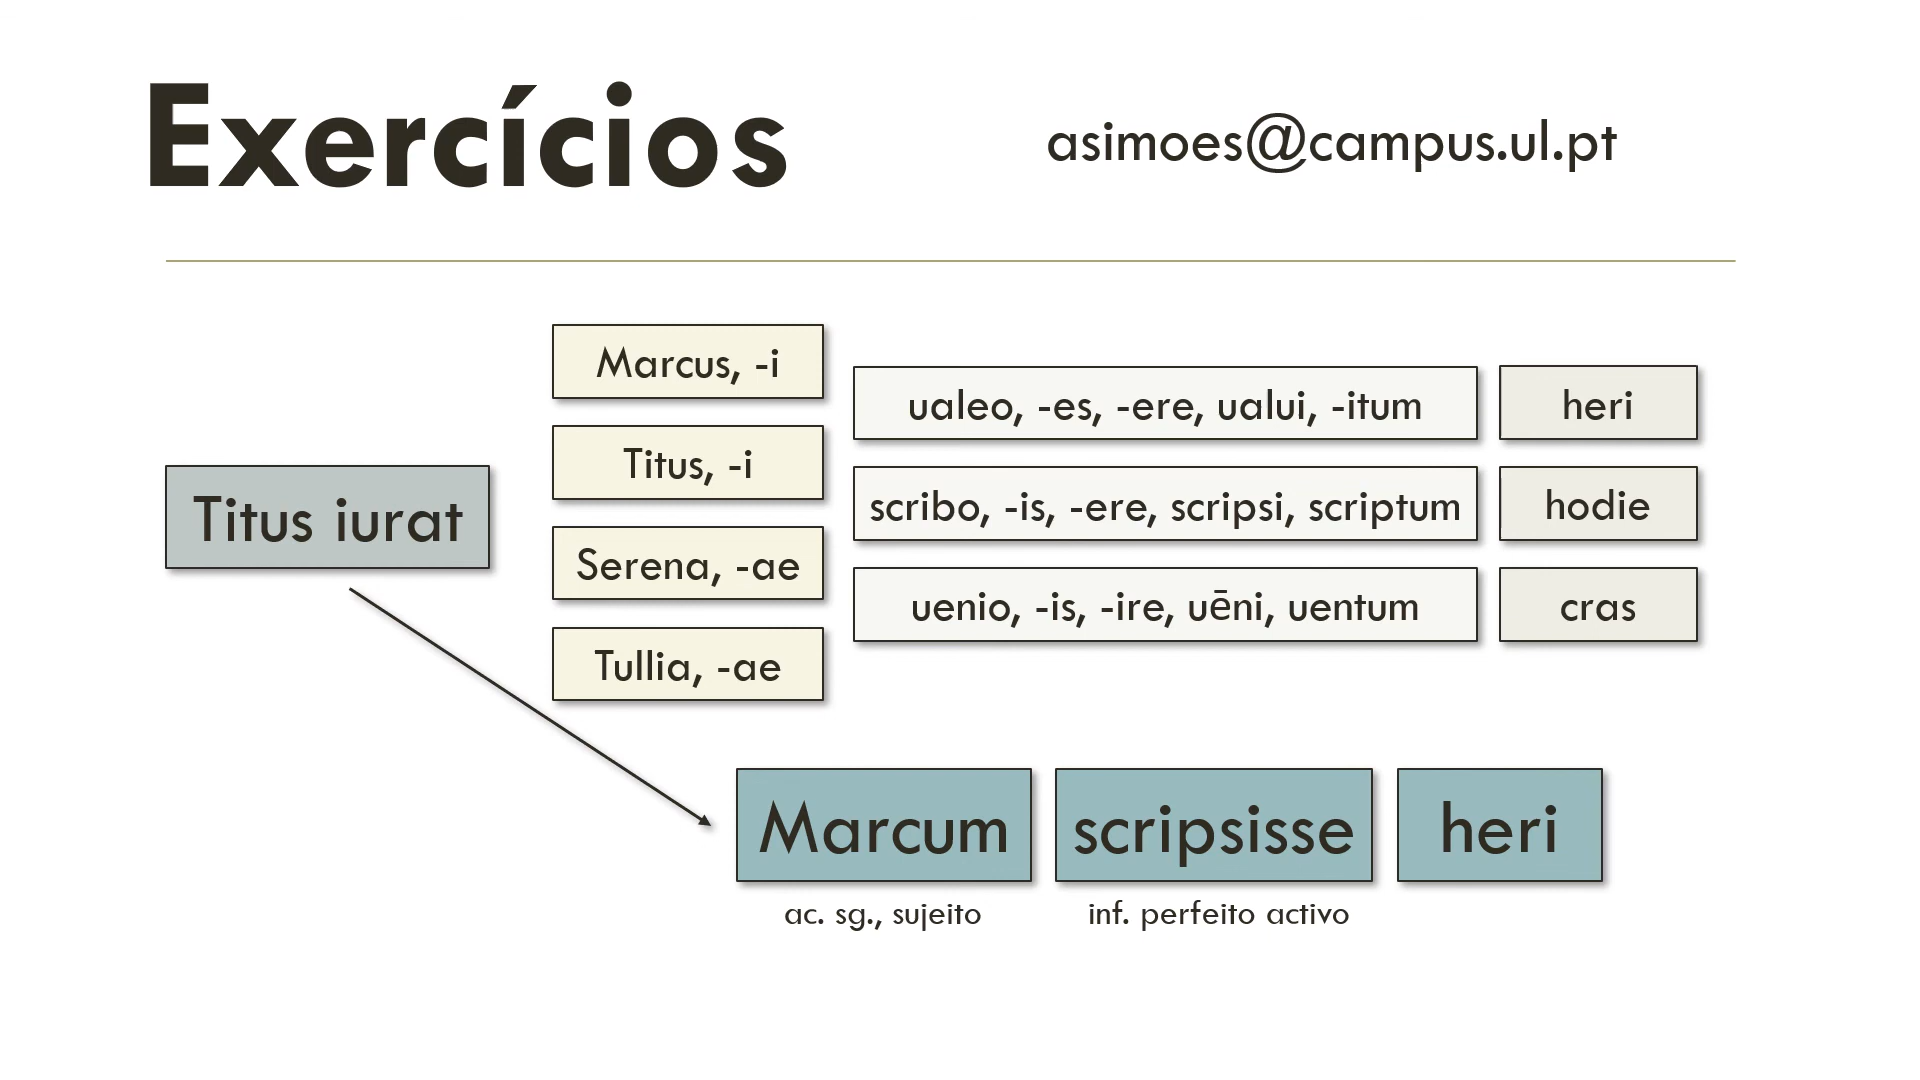 Exercícios
asimoes@campus.ul.pt
Titus iurat
Marcus, -i
Titus, -i
Serena, -ae
Tullia, -ae
ualeo, -es, -ere, ualui, -itum
scribo, -is, -ere, scripsi, scriptum
uenio, -is, -ire, uēni, uentum
heri
hodie
cras
Marcum scripsisse heri
ac. sg., sujeito
inf. perfeito activo